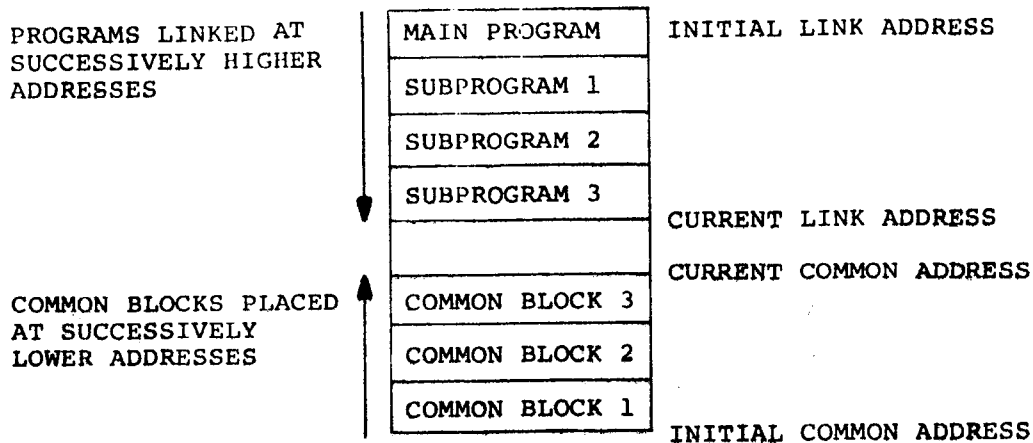 PROGRAMS LINKED AT
SUCCESSIVELY HIGHER
ADDRESSES
MAIN PROGRAM
INITIAL LINK ADDRESS
SUBPROGRAM 1
SUBPROGRAM 2
SUBPROGRAM 3
CURRENT LINK ADDRESS
CURRENT COMMON ADDRESS
COMMON BLOCKS PLACED
AT SUCCESSIVELY
LOWER ADDRESSES
COMMON BLOCK 3
COMMON BLOCK 2
COMMON BLOCK 1
INITIAL COMMON ADDRESS